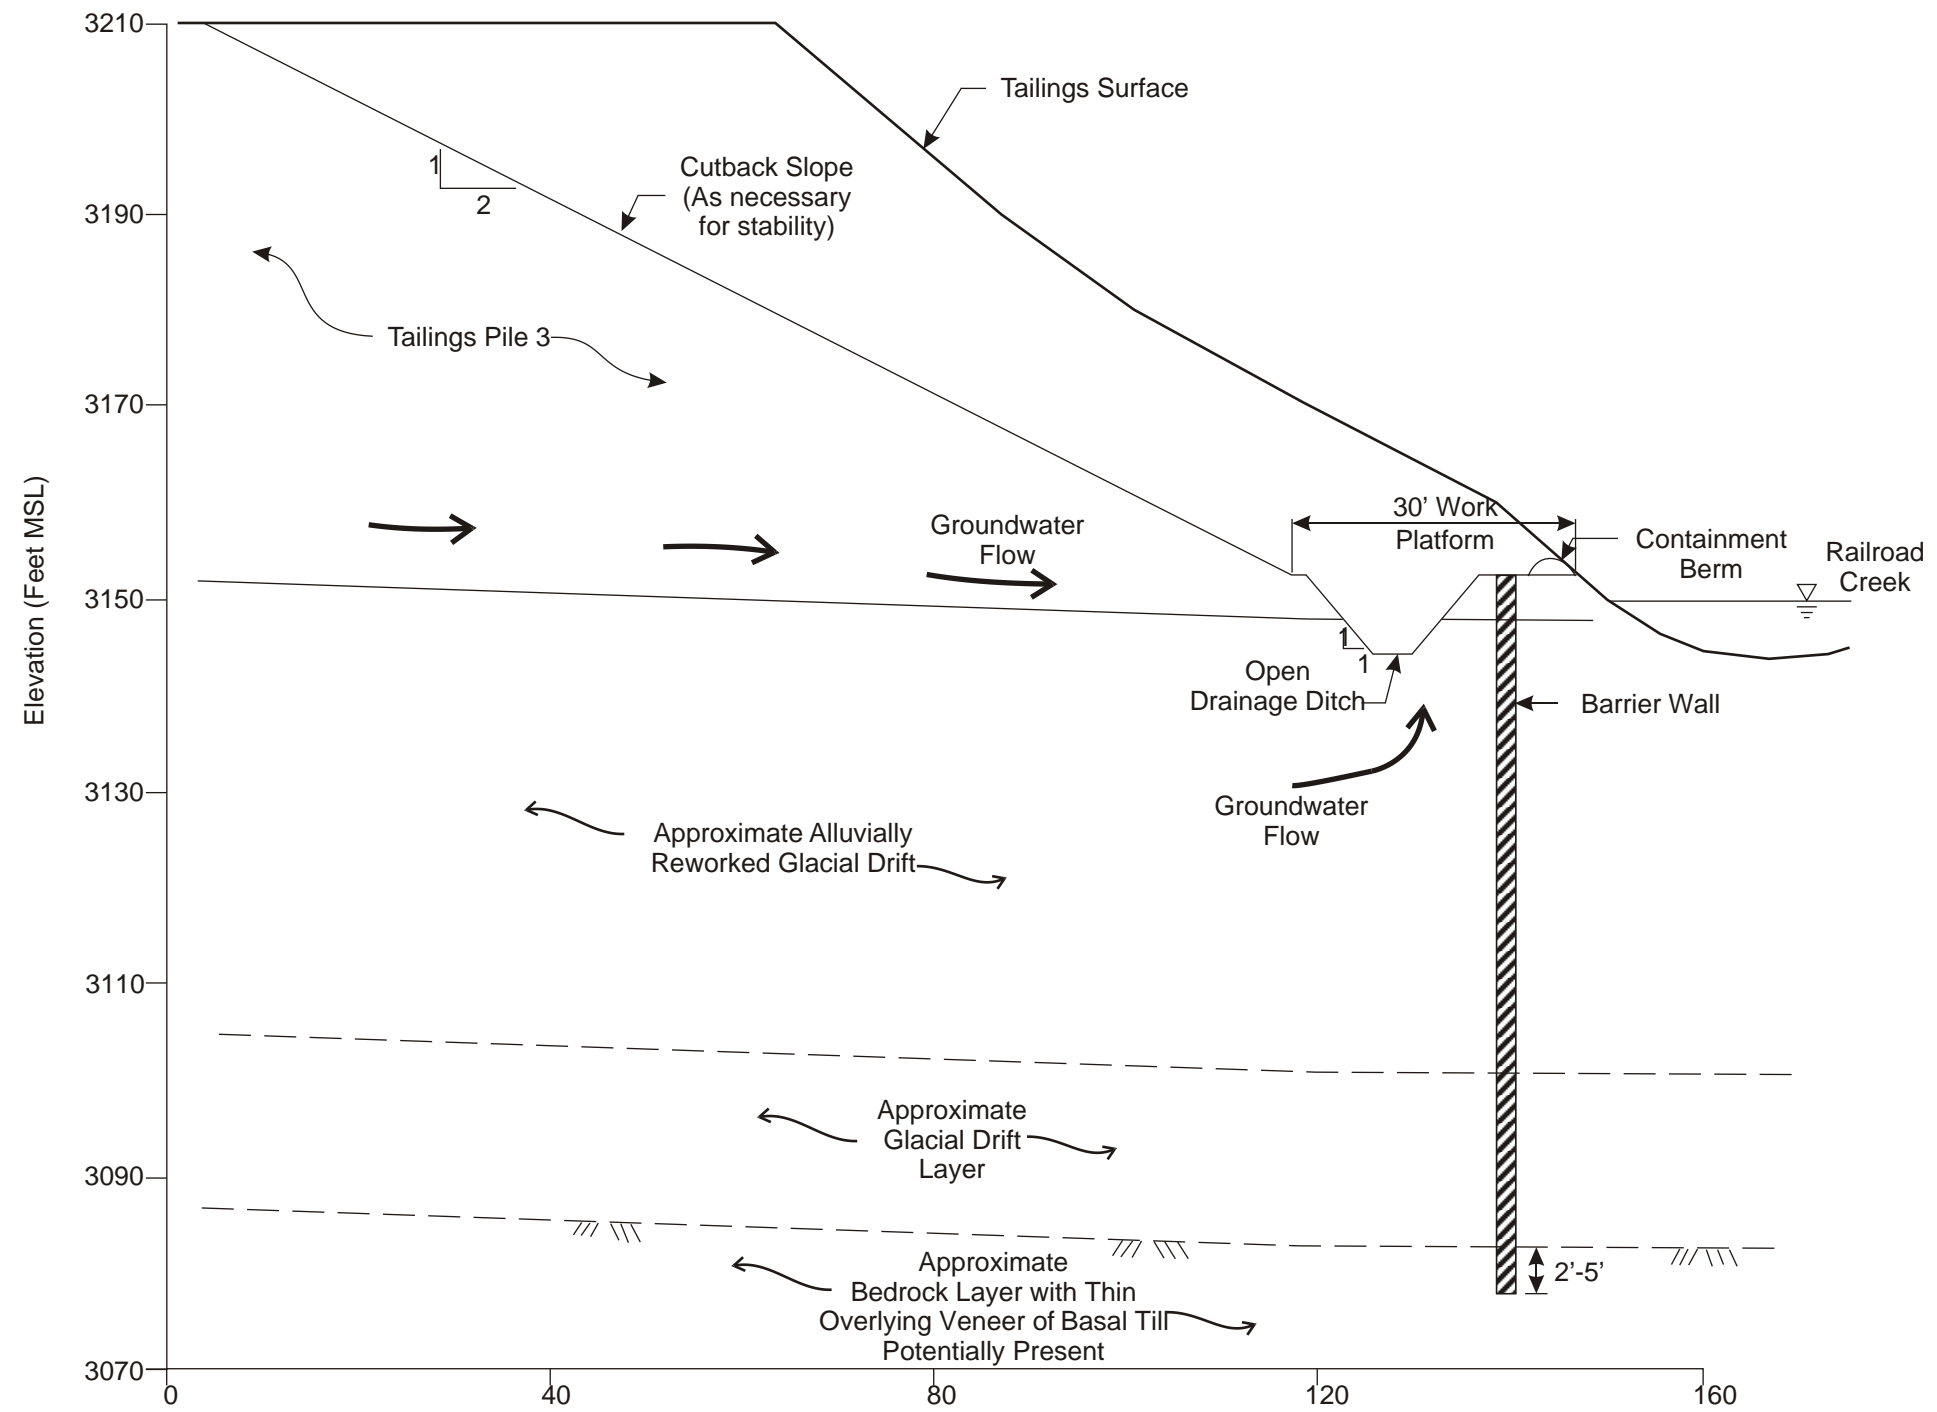 3210
Tailings Surface
Cutback Slope
(As necessary
for stability)
1
2
3190
Tailings Pile 3
3170
Elevation (Feet MSL)
30’ Work
Platform
Groundwater
Flow
Containment
Berm
Railroad
Creek
3150
1
1
Open
Drainage Ditch
Barrier Wall
3130
Groundwater
Flow
Approximate Alluvially
Reworked Glacial Drift
3110
Approximate
Glacial Drift
Layer
3090
Approximate
Bedrock Layer with Thin
Overlying Veneer of Basal Till
Potentially Present
2’-5’
3070
0
40
80
120
160